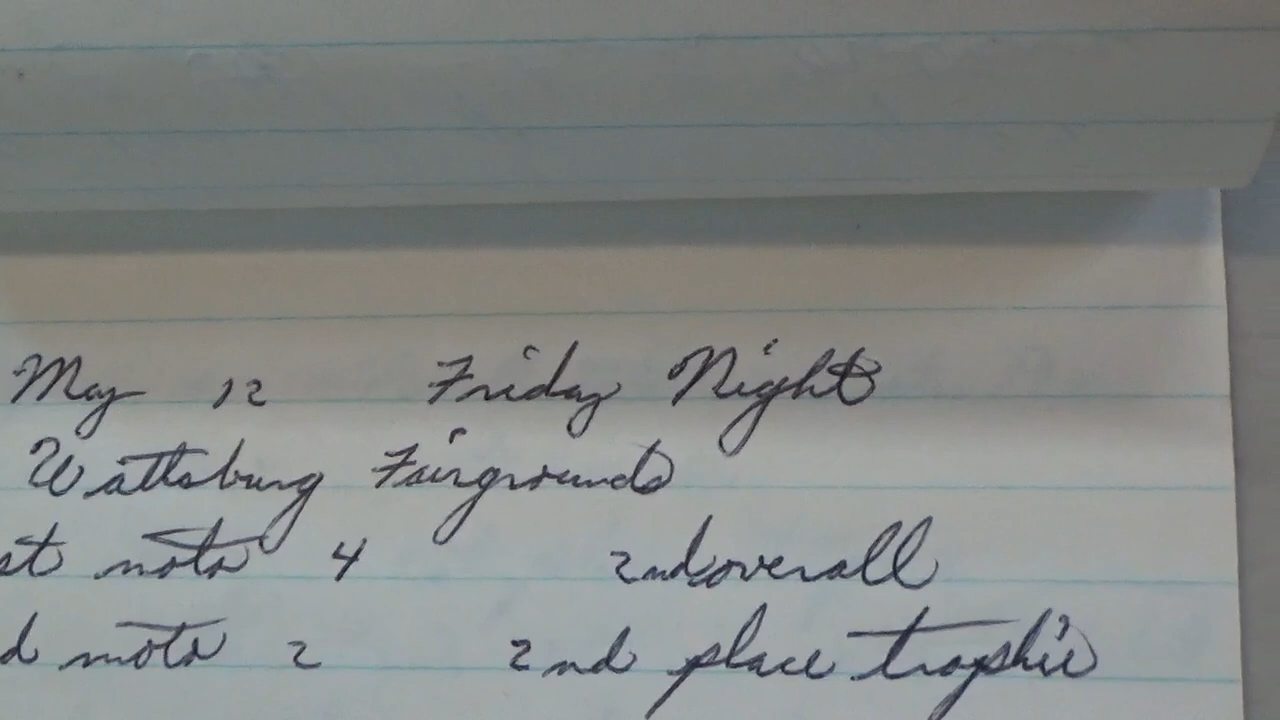 May 12 Friday Night
Wattsburg Fairgrounds
st moto 4 2nd overall
d moto 2 2nd place trophie